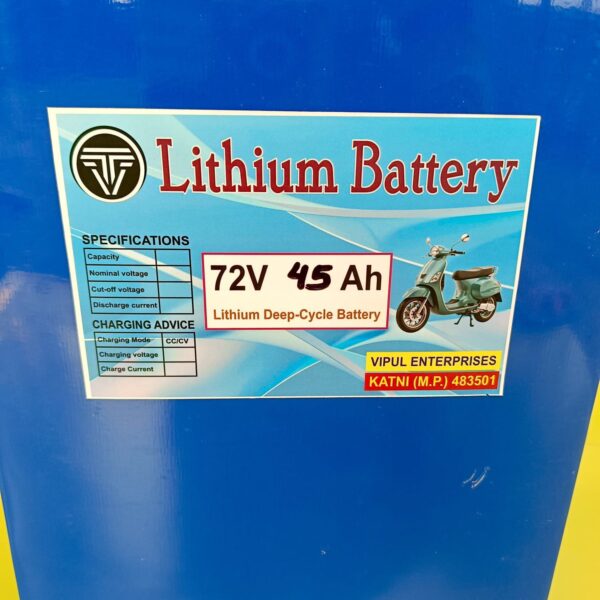 Lithium Battery
SPECIFICATIONS
Capacity
Nominal voltage
Cut-off voltage
Discharge current
CHARGING ADVICE
Charging Mode CC/CV
Charging voltage
Charge Current
72V 45 Ah
Lithium Deep-Cycle Battery
VIPUL ENTERPRISES
KATNI (M.P.) 483501